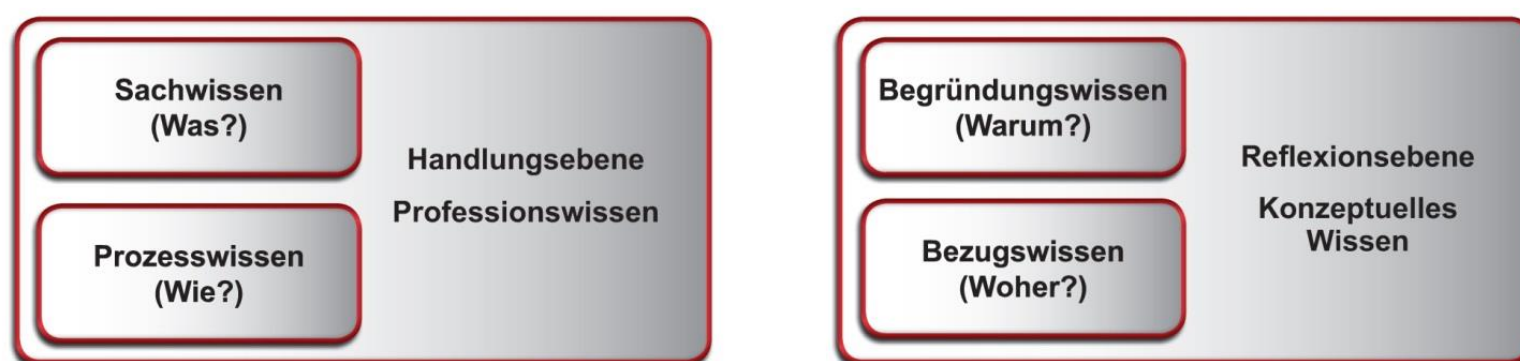 Sachwissen
(Was?)
Handlungsebene
Professionswissen
Prozesswissen
(Wie?)
Begründungswissen
(Warum?)
Reflexionsebene
Konzeptuelles
Wissen
Bezugswissen
(Woher?)